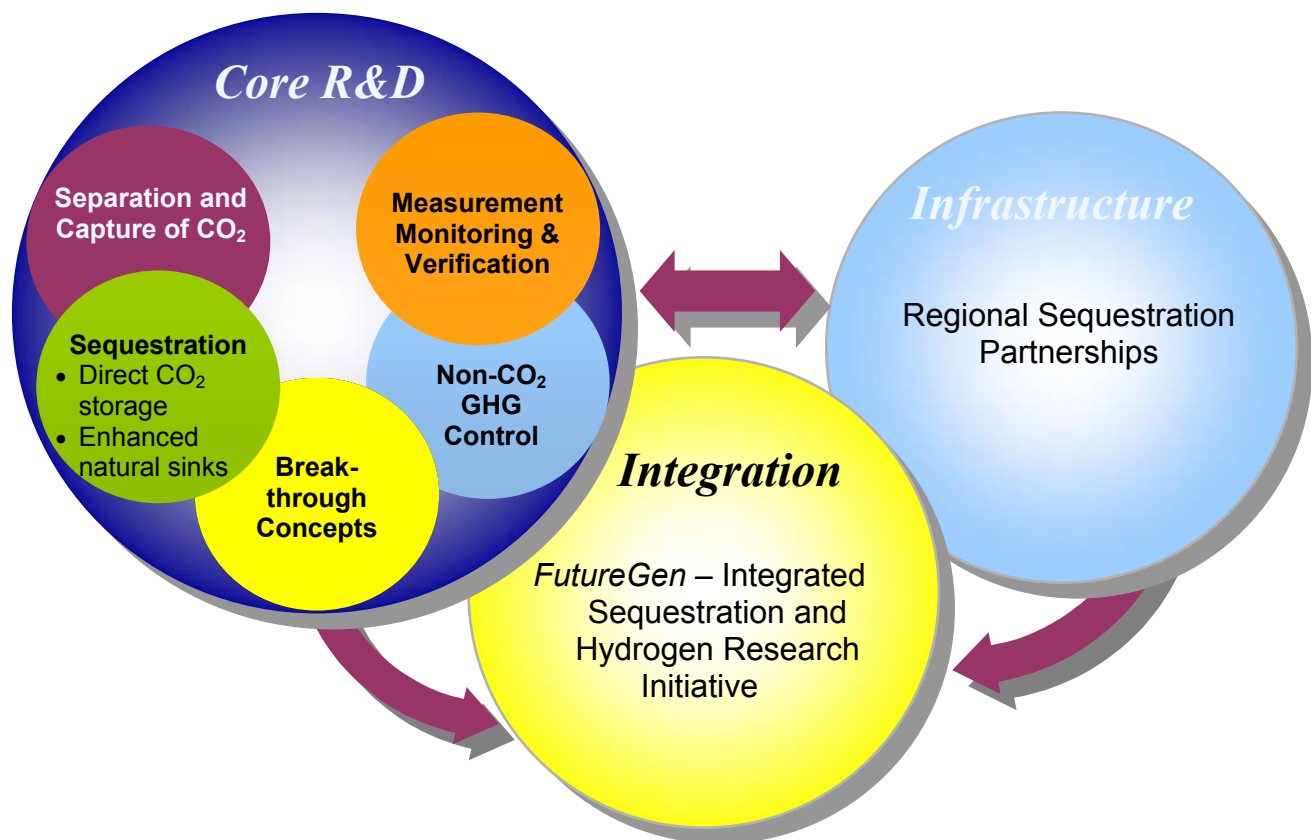 Core R&D
Separation and
Capture of CO₂
Measurement
Monitoring &
Verification
Sequestration
• Direct CO₂
storage
• Enhanced
natural sinks
Break-
through
Concepts
Non-CO₂
GHG
Control
Infrastructure
Regional Sequestration
Partnerships
Integration
FutureGen – Integrated
Sequestration and
Hydrogen Research
Initiative